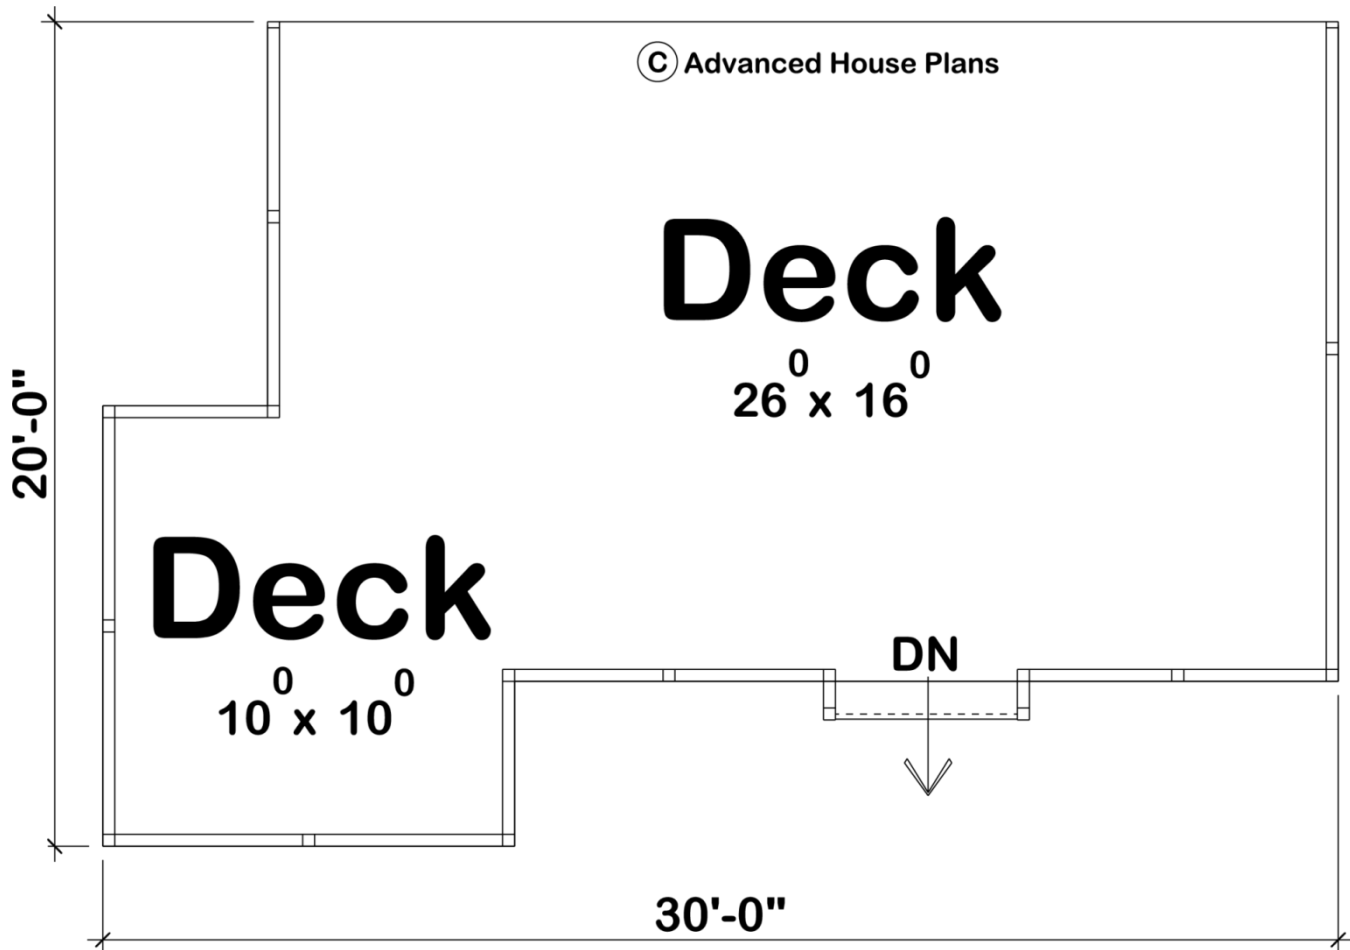 © Advanced House Plans
Deck
26⁰ x 16⁰
20'-0"
Deck
10⁰ x 10⁰
DN
30'-0"